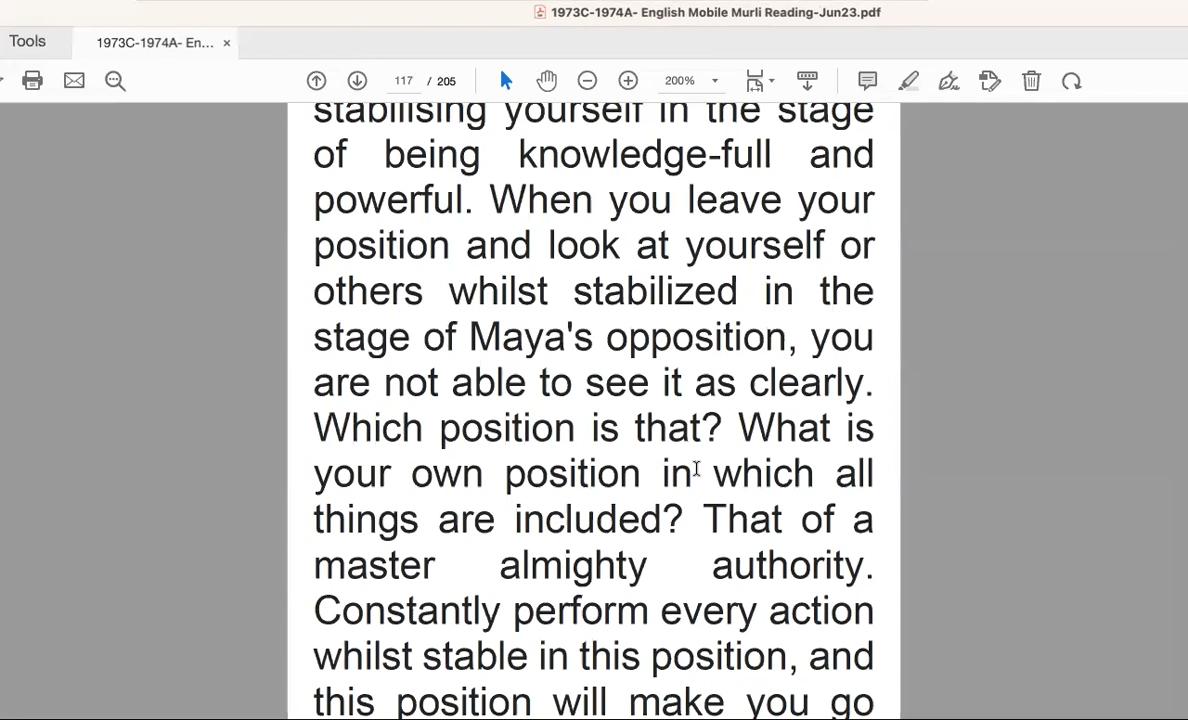 1973C-1974A- English Mobile Murli Reading-Jun23.pdf
Tools
1973C-1974A- En... ×
117 / 205
200%
stabilising yourself in the stage
of being knowledge-full and
powerful. When you leave your
position and look at yourself or
others whilst stabilized in the
stage of Maya's opposition, you
are not able to see it as clearly.
Which position is that? What is
your own position in which all
things are included? That of a
master almighty authority.
Constantly perform every action
whilst stable in this position, and
this position will make you go